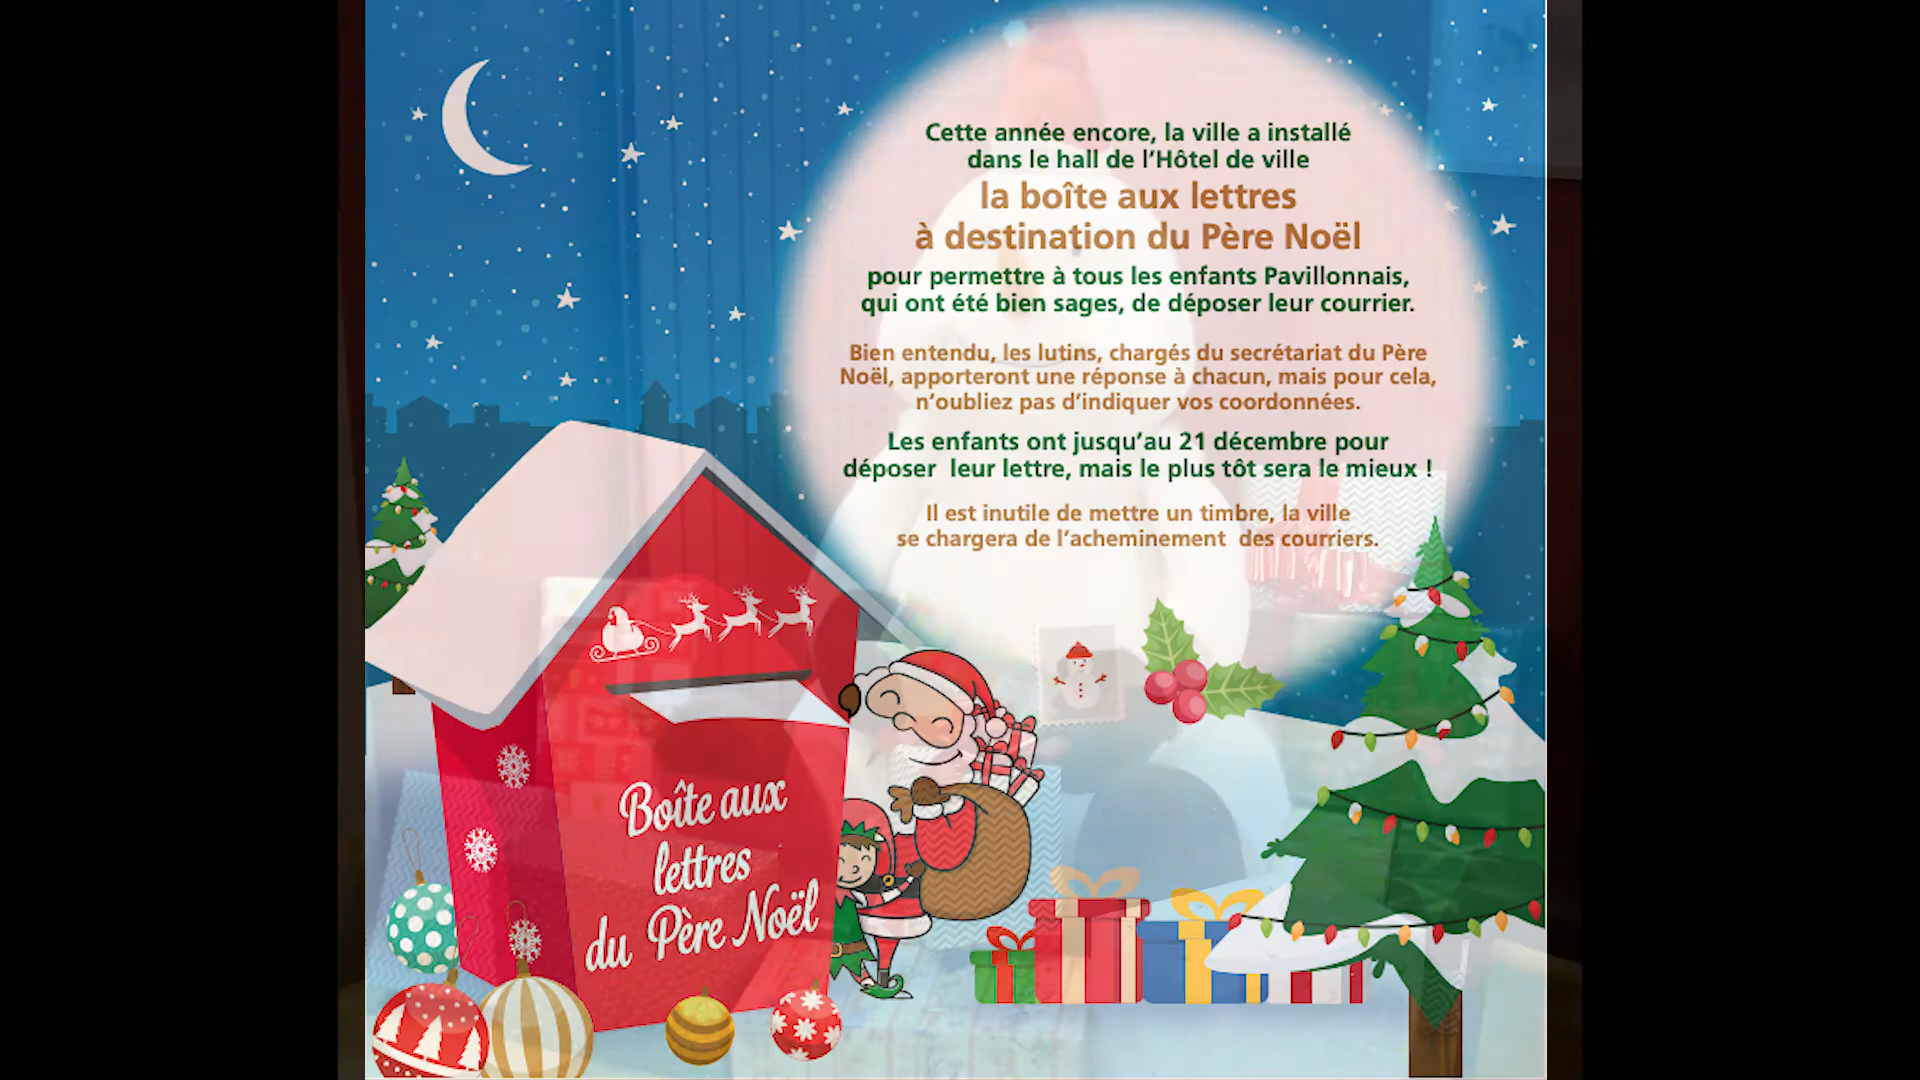 Cette année encore, la ville a installé
dans le hall de l'Hôtel de ville
la boîte aux lettres
à destination du Père Noël
pour permettre à tous les enfants Pavillonnais,
qui ont été bien sages, de déposer leur courrier.
Bien entendu, les lutins, chargés du secrétariat du Père
Noël, apporteront une réponse à chacun, mais pour cela,
n'oubliez pas d'indiquer vos coordonnées.
Les enfants ont jusqu'au 21 décembre pour
déposer leur lettre, mais le plus tôt sera le mieux !
Il est inutile de mettre un timbre, la ville
se chargera de l'acheminement des courriers.
Boîte aux
lettres
du Père Noël